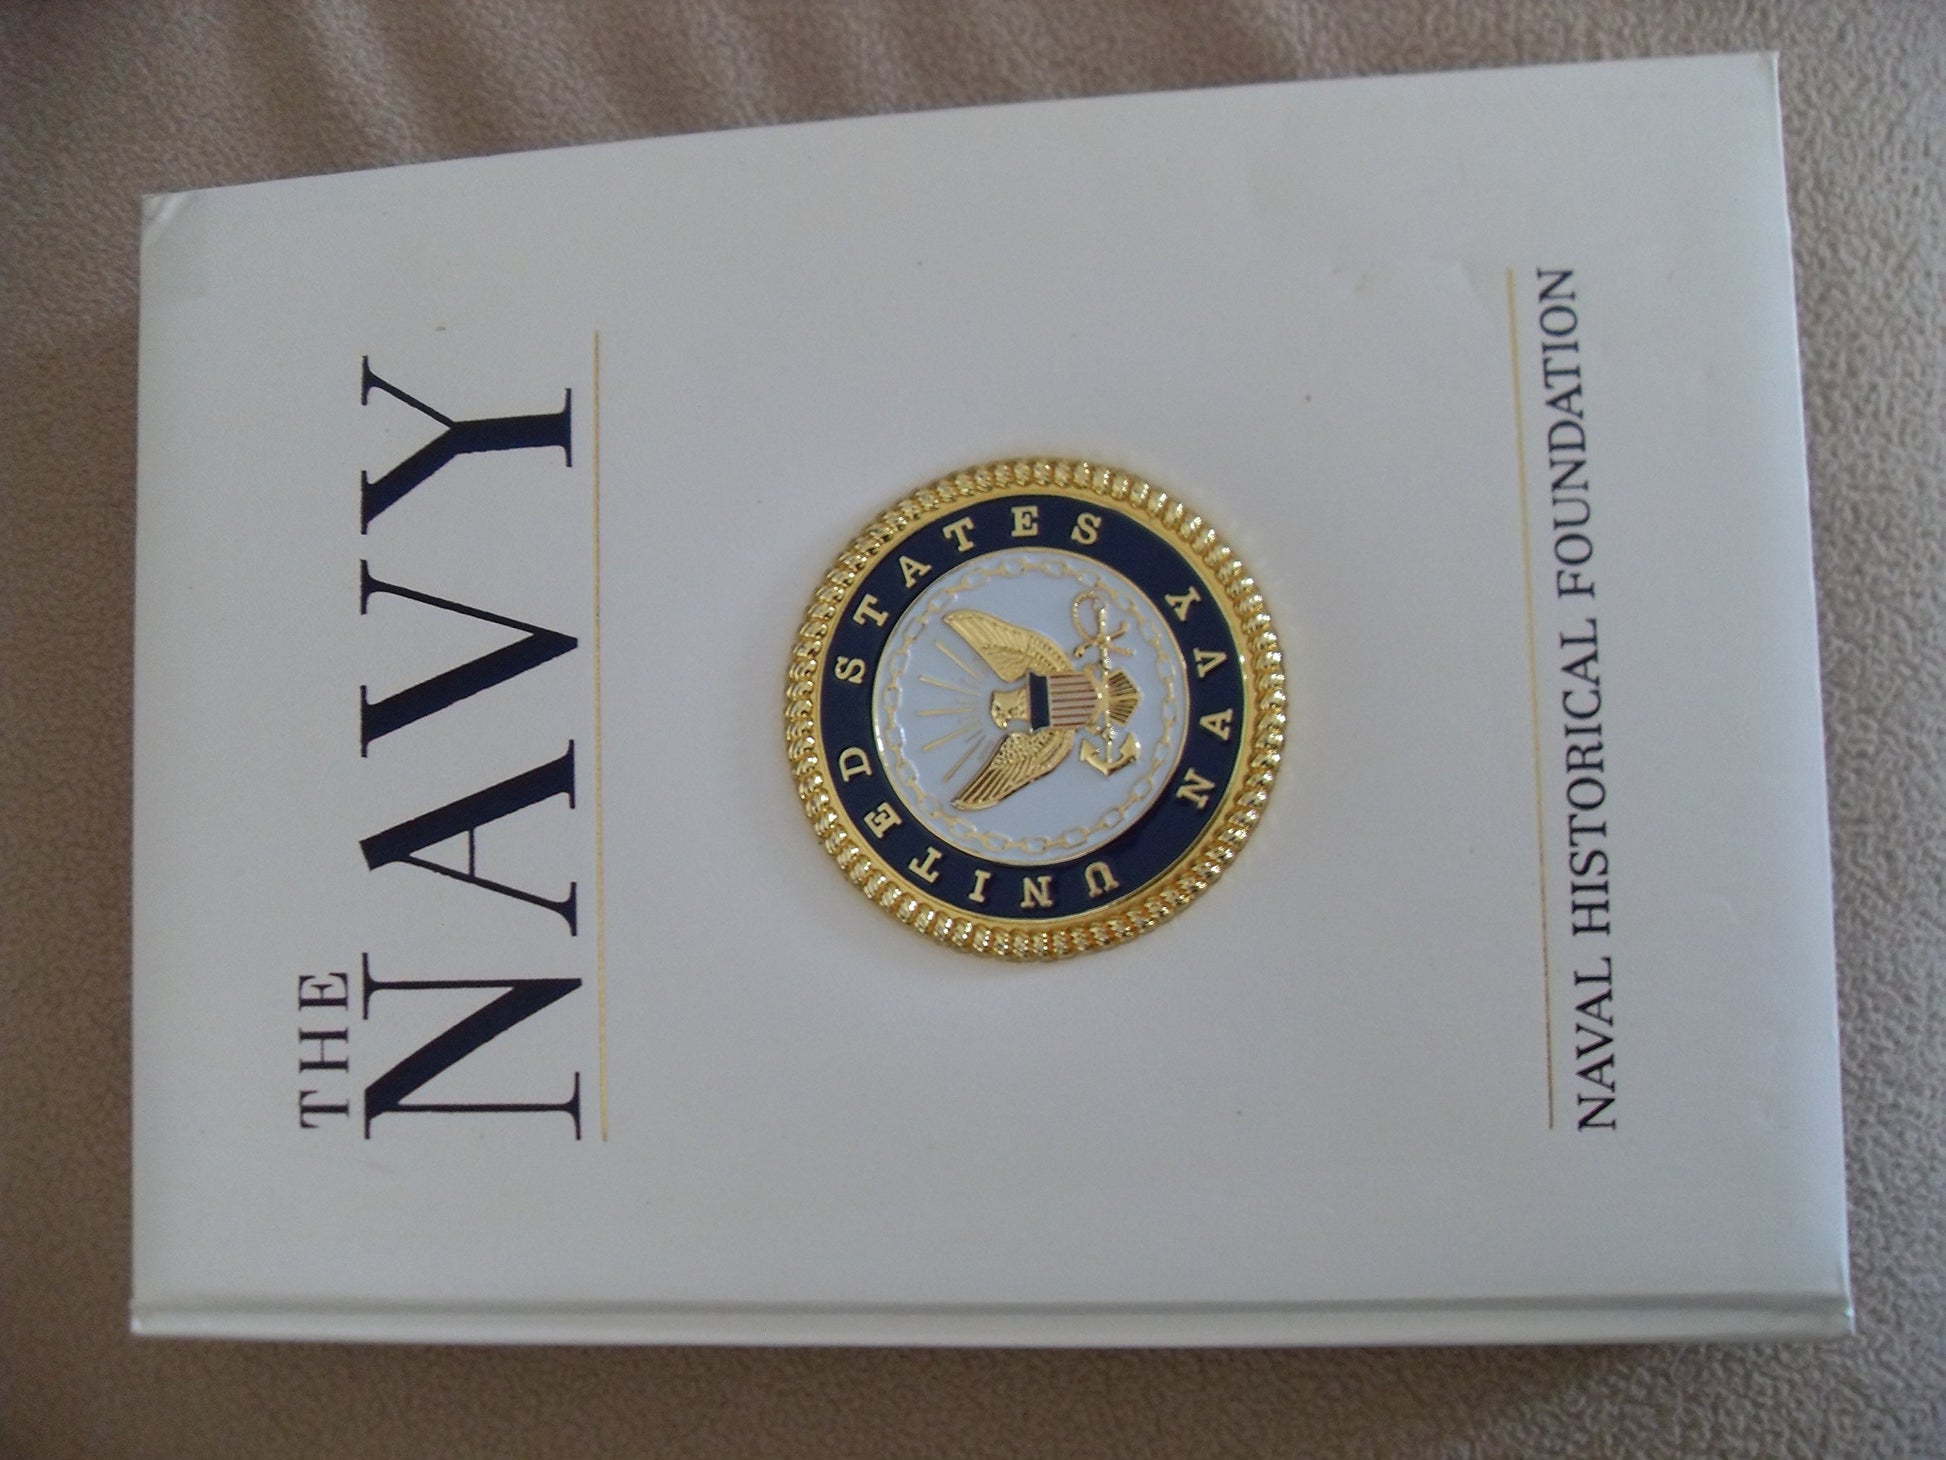 THE
NAVY
UNITED STATES NAVY
NAVAL HISTORICAL FOUNDATION